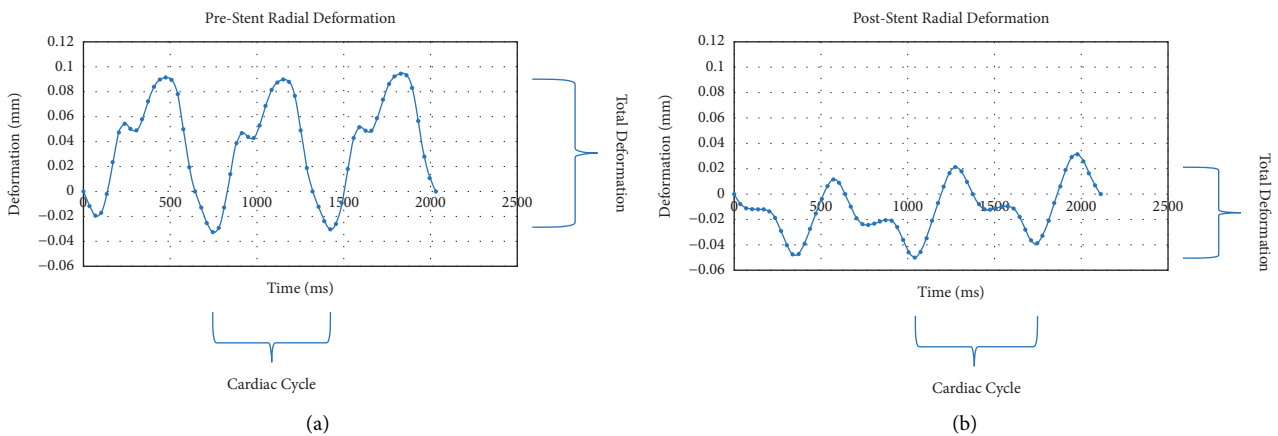 Pre-Stent Radial Deformation
0.12
0.1
0.08
0.06
0.04
0.02
0
−0.02
−0.04
−0.06
Deformation (mm)
0 500 1000 1500 2000 2500
Time (ms)
Total Deformation
Cardiac Cycle
(a)
Post-Stent Radial Deformation
0.12
0.1
0.08
0.06
0.04
0.02
0
−0.02
−0.04
−0.06
Deformation (mm)
0 500 1000 1500 2000 2500
Time (ms)
Total Deformation
Cardiac Cycle
(b)